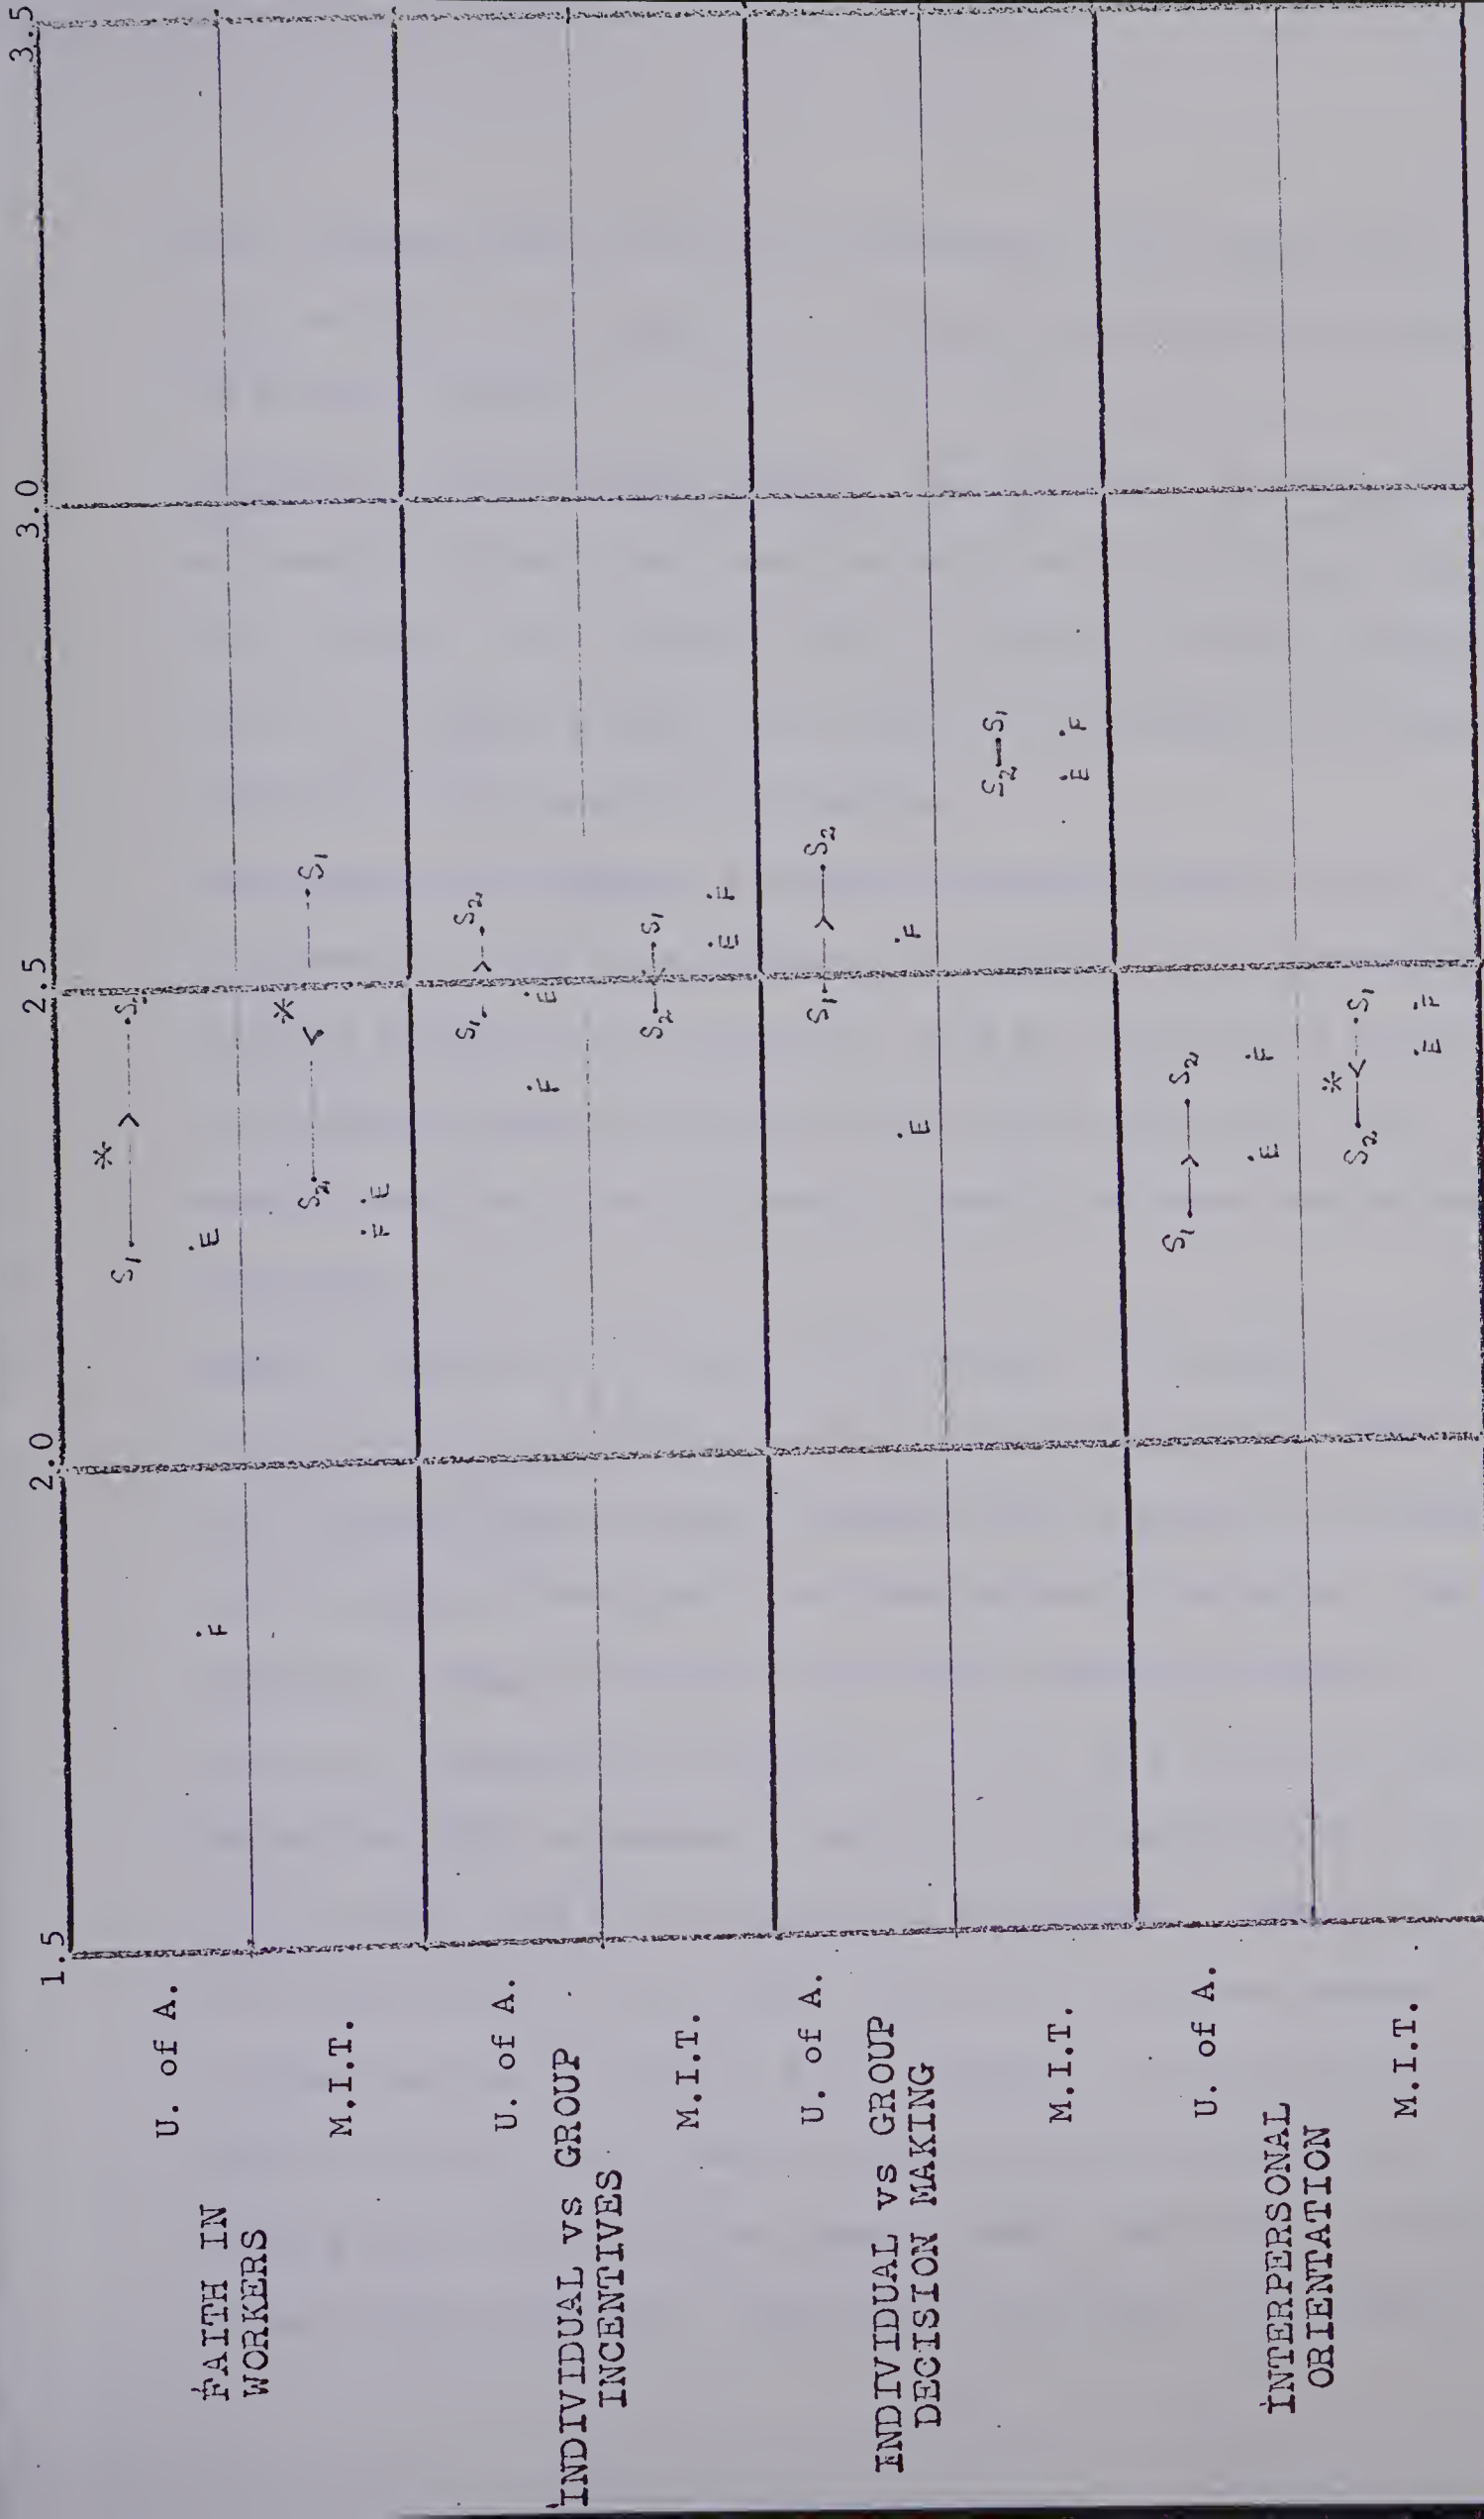 1.5 2.0 2.5 3.0 3.5
S₁ * S₂
U. of A.
F E
FAITH IN
WORKERS
S₂ * S₁
M.I.T.
F E
S₁ S₂
U. of A.
F E
INDIVIDUAL vs GROUP
INCENTIVES
S₂ S₁
M.I.T.
E F
S₁ S₂
U. of A.
E F
INDIVIDUAL vs GROUP
DECISION MAKING
S₂ S₁
M.I.T.
E F
S₁ S₂
U. of A.
E F
INTERPERSONAL
ORIENTATION
S₂ * S₁
M.I.T.
E F